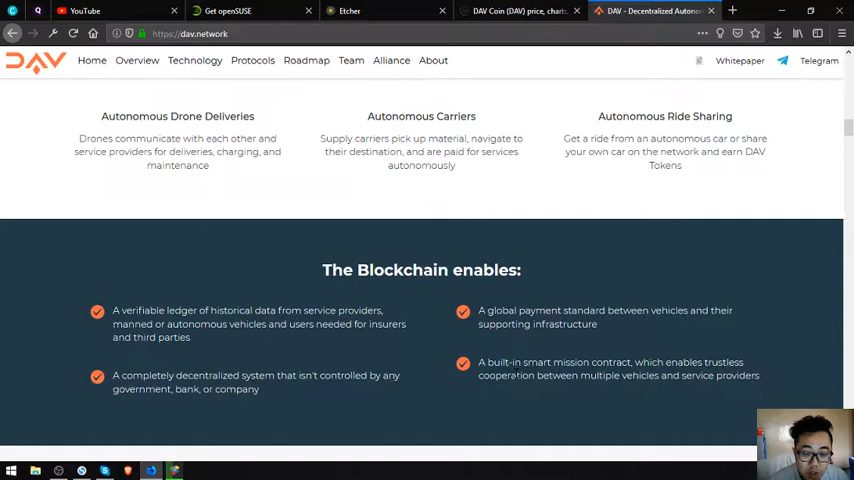 YouTube
Get openSUSE
Etcher
DAV Coin (DAV) price, charts,
DAV - Decentralized Autonom
https://dav.network
DAV
Home
Overview
Technology
Protocols
Roadmap
Team
Alliance
About
Whitepaper
Telegram
Autonomous Drone Deliveries
Drones communicate with each other and
service providers for deliveries, charging, and
maintenance
Autonomous Carriers
Supply carriers pick up material, navigate to
their destination, and are paid for services
autonomously
Autonomous Ride Sharing
Get a ride from an autonomous car or share
your own car on the network and earn DAV
Tokens
The Blockchain enables:
A verifiable ledger of historical data from service providers,
manned or autonomous vehicles and users needed for insurers
and third parties
A completely decentralized system that isn't controlled by any
government, bank, or company
A global payment standard between vehicles and their
supporting infrastructure
A built-in smart mission contract, which enables trustless
cooperation between multiple vehicles and service providers